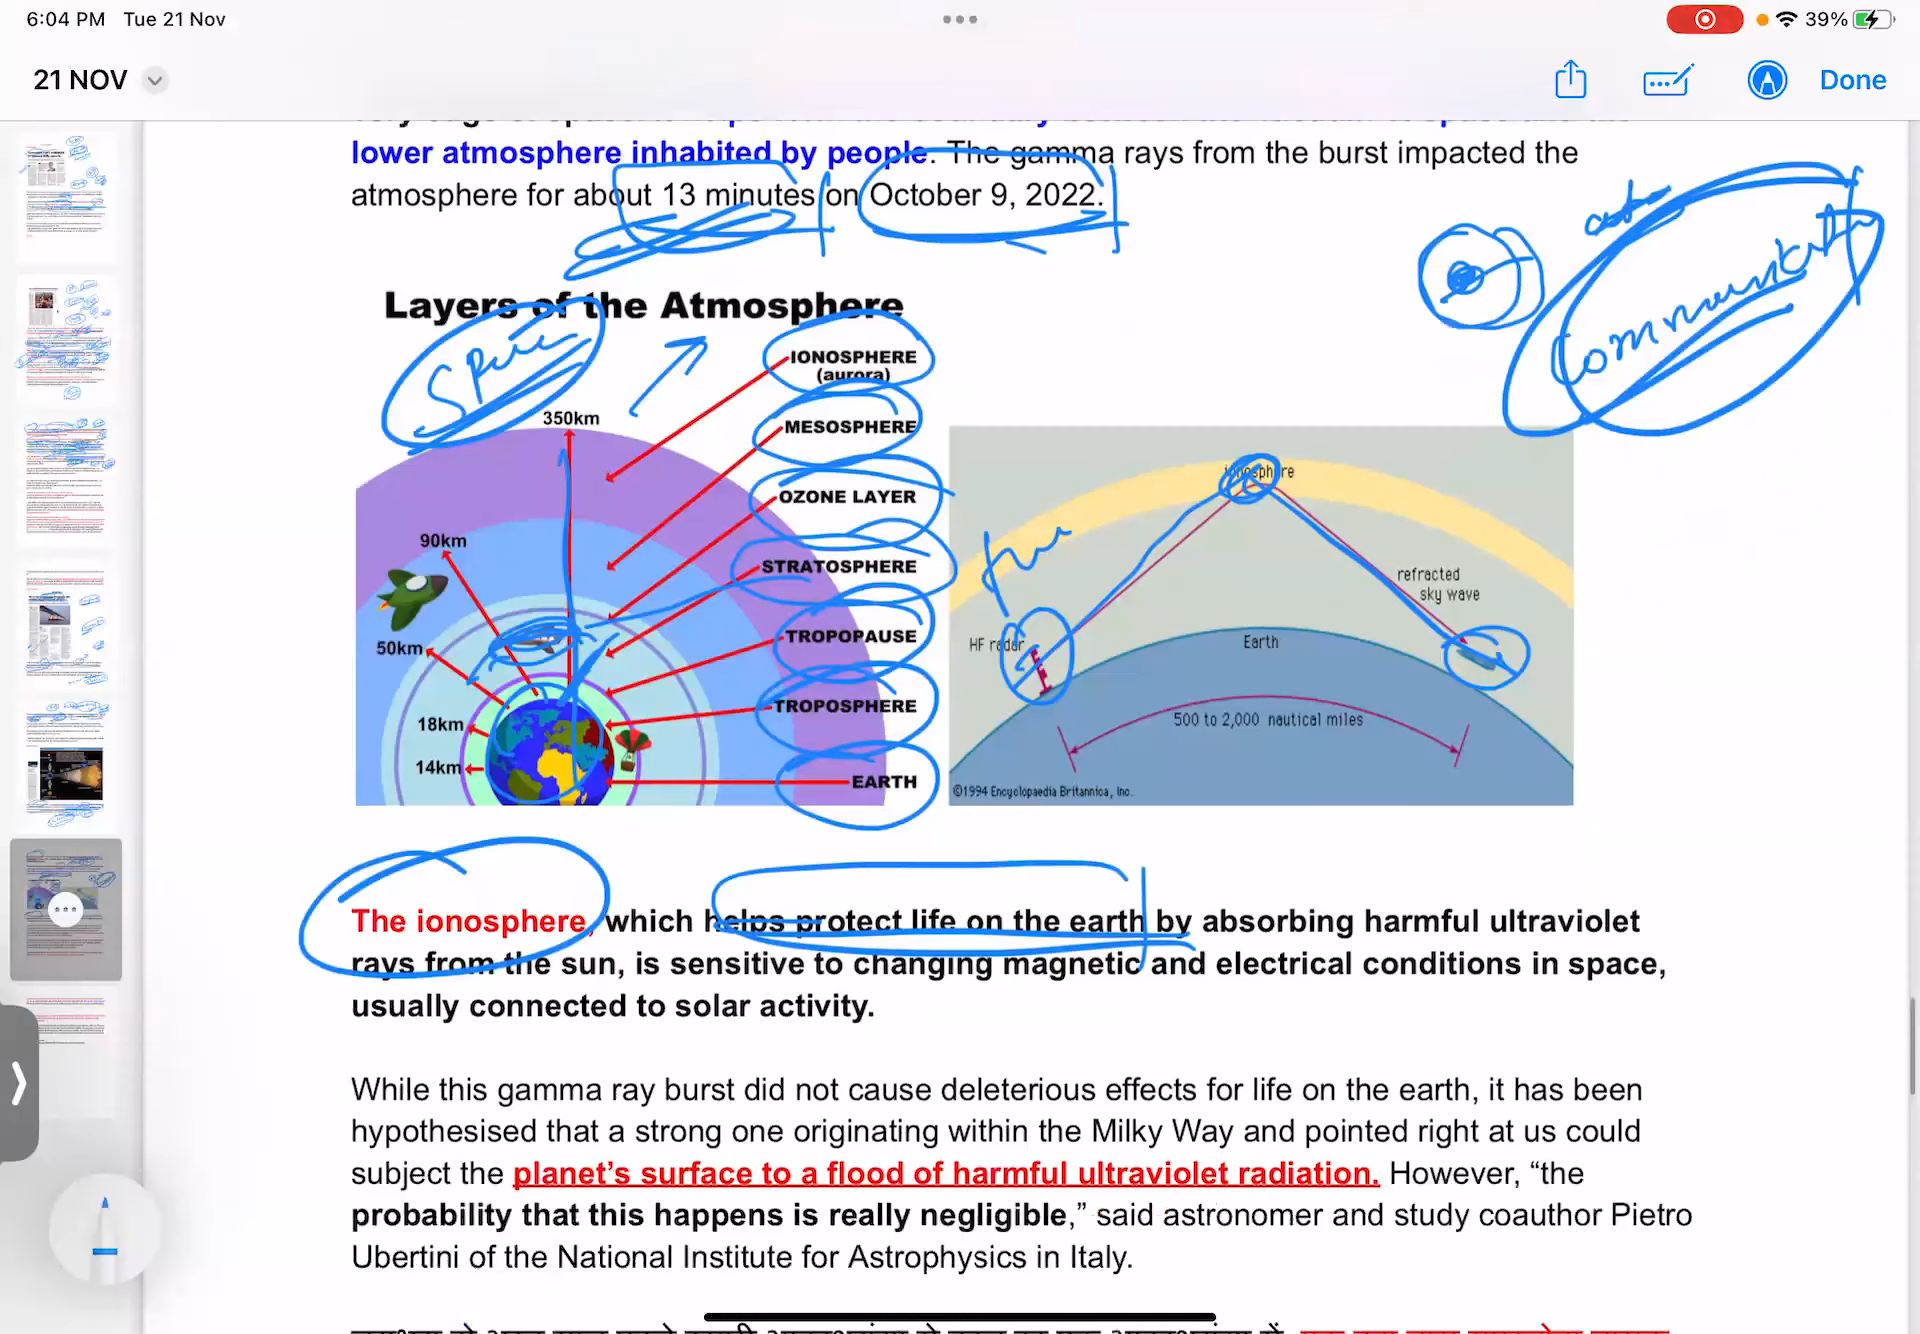 6:04 PM Tue 21 Nov
39%
21 NOV
Done
lower atmosphere inhabited by people. The gamma rays from the burst impacted the
atmosphere for about 13 minutes on October 9, 2022.
Layers of the Atmosphere
IONOSPHERE
(aurora)
350km
MESOSPHERE
OZONE LAYER
90km
STRATOSPHERE
TROPOPAUSE
50km
TROPOSPHERE
18km
14km
EARTH
ionosphere
refracted
sky wave
HF radar
Earth
500 to 2,000 nautical miles
©1994 Encyclopaedia Britannica, Inc.
The ionosphere, which helps protect life on the earth by absorbing harmful ultraviolet
rays from the sun, is sensitive to changing magnetic and electrical conditions in space,
usually connected to solar activity.
While this gamma ray burst did not cause deleterious effects for life on the earth, it has been
hypothesised that a strong one originating within the Milky Way and pointed right at us could
subject the planet’s surface to a flood of harmful ultraviolet radiation. However, “the
probability that this happens is really negligible,” said astronomer and study coauthor Pietro
Ubertini of the National Institute for Astrophysics in Italy.